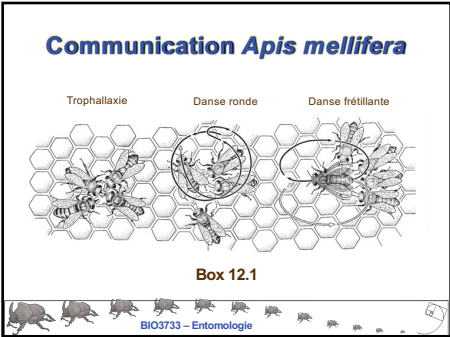 Communication Apis mellifera
Trophallaxie
Danse ronde
Danse frétillante
Box 12.1
BIO3733 – Entomologie